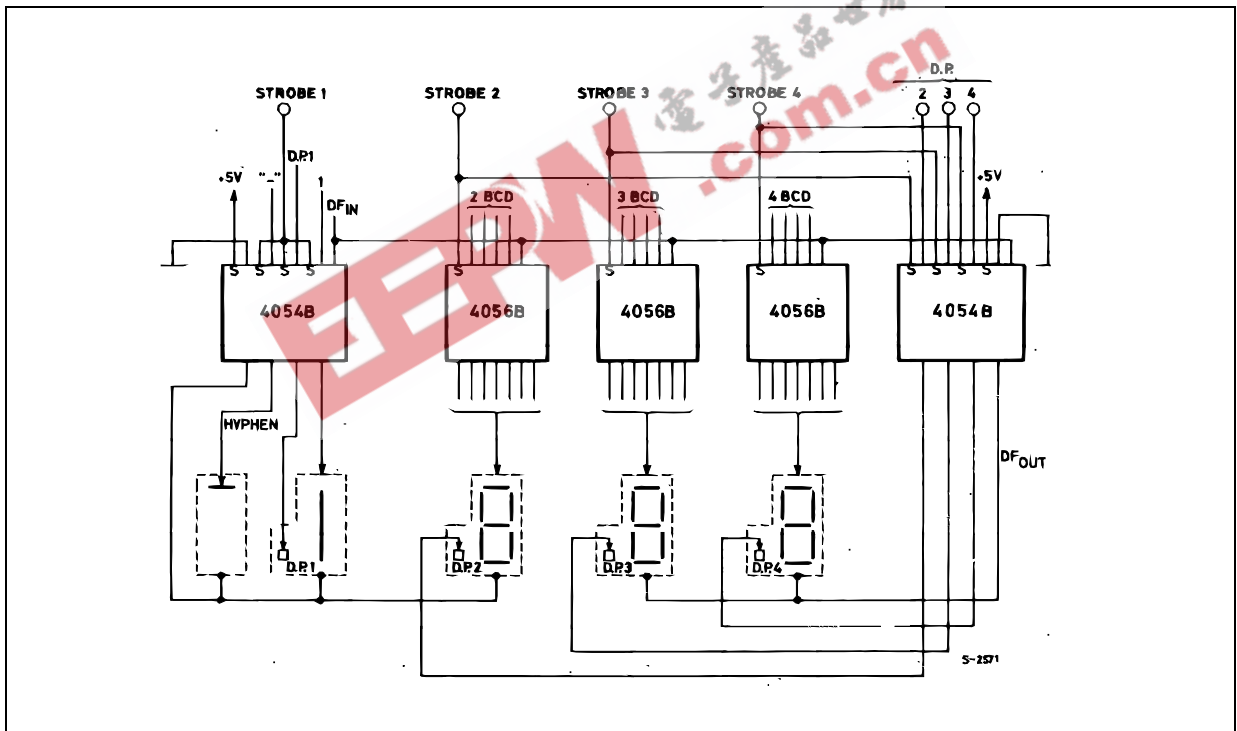 電子産品世界
.com.cn
EEPW
D.P.
STROBE 1
STROBE 2
STROBE 3
STROBE 4
2 3 4
D.P.1
+5V
"-"
1
DFIN
2 BCD
3 BCD
4 BCD
+5V
S S S S
S
S
S
S S S S
4054B
4056B
4056B
4056B
4054B
HYPHEN
DFOUT
D.P.1
D.P.2
D.P.3
D.P.4
S-2571